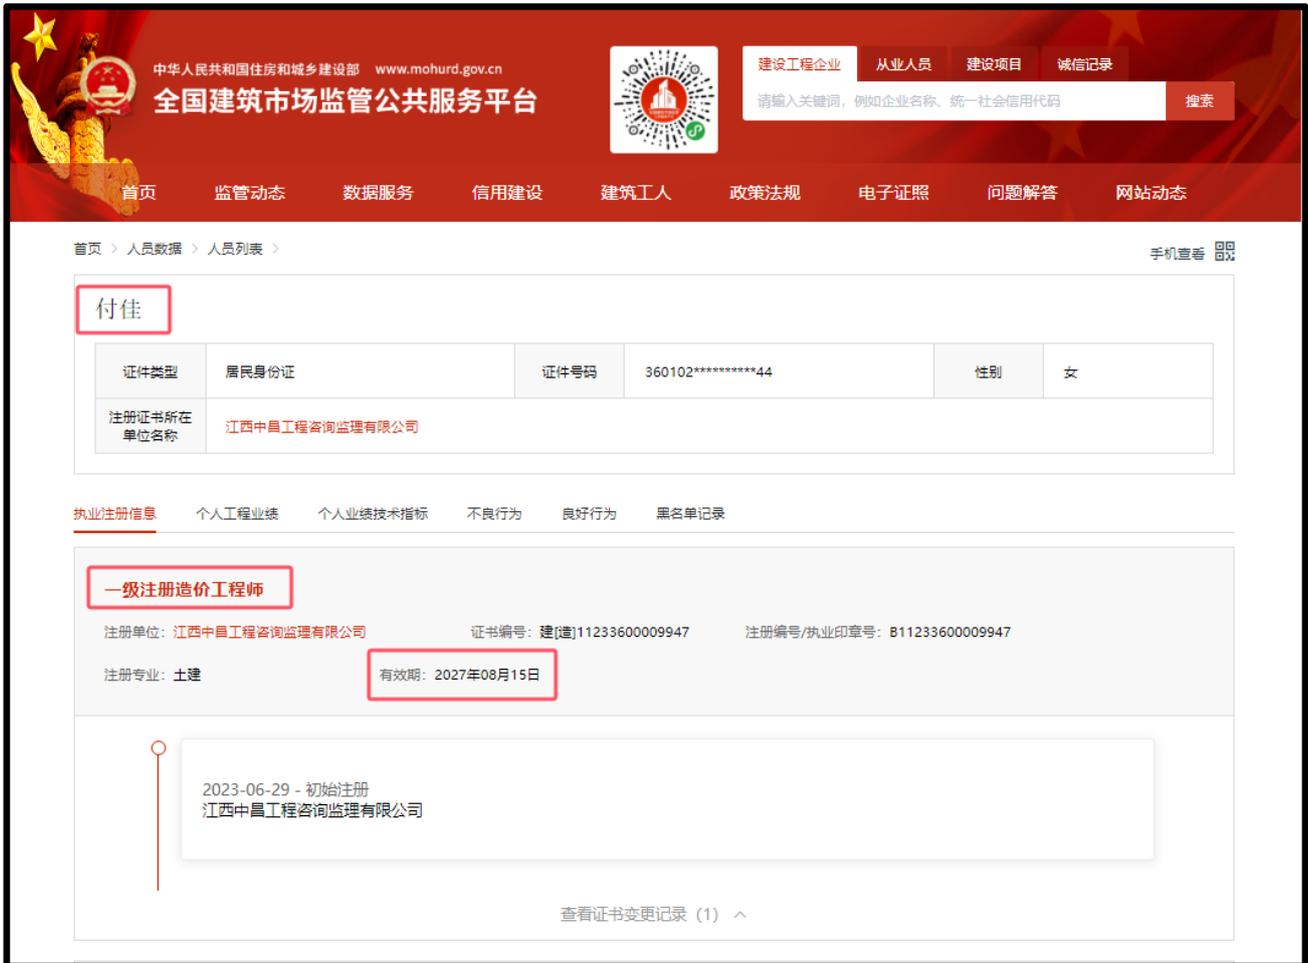 中华人民共和国住房和城乡建设部 www.mohurd.gov.cn
全国建筑市场监管公共服务平台
建设工程企业 从业人员 建设项目 诚信记录
请输入关键词，例如企业名称、统一社会信用代码 搜索
首页 监管动态 数据服务 信用建设 建筑工人 政策法规 电子证照 问题解答 网站动态
首页 > 人员数据 > 人员列表 >
手机查看
付佳
证件类型 居民身份证 证件号码 360102**********44 性别 女
注册证书所在
单位名称
江西中昌工程咨询监理有限公司
执业注册信息 个人工程业绩 个人业绩技术指标 不良行为 良好行为 黑名单记录
一级注册造价工程师
注册单位：江西中昌工程咨询监理有限公司 证书编号：建[造]11233600009947 注册编号/执业印章号：B11233600009947
注册专业：土建 有效期：2027年08月15日
2023-06-29 - 初始注册
江西中昌工程咨询监理有限公司
查看证书变更记录（1）